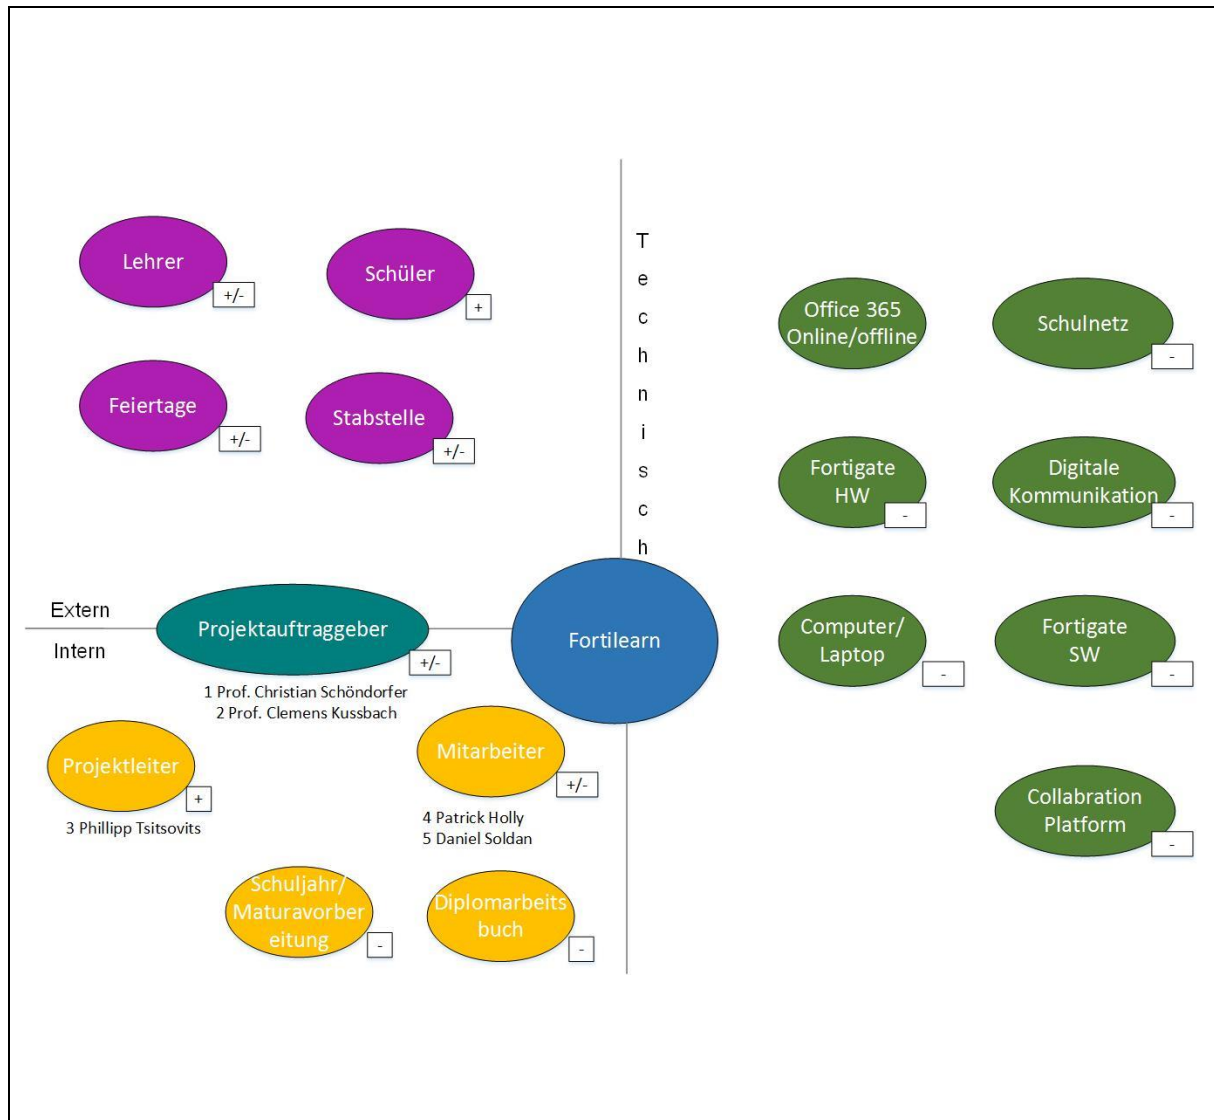 Lehrer
+/-
Schüler
+
Feiertage
+/-
Stabstelle
+/-
T
e
c
h
n
i
s
c
h
Office 365
Online/offline
Schulnetz
-
Fortigate
HW
-
Digitale
Kommunikation
-
Computer/
Laptop
-
Fortigate
SW
-
Collabration
Platform
-
Extern
Intern
Projektauftraggeber
+/-
1 Prof. Christian Schöndorfer
2 Prof. Clemens Kussbach
Fortilearn
Projektleiter
+
3 Phillipp Tsitsovits
Mitarbeiter
+/-
4 Patrick Holly
5 Daniel Soldan
Schuljahr/
Maturavorber
eitung
-
Diplomarbeits
buch
-